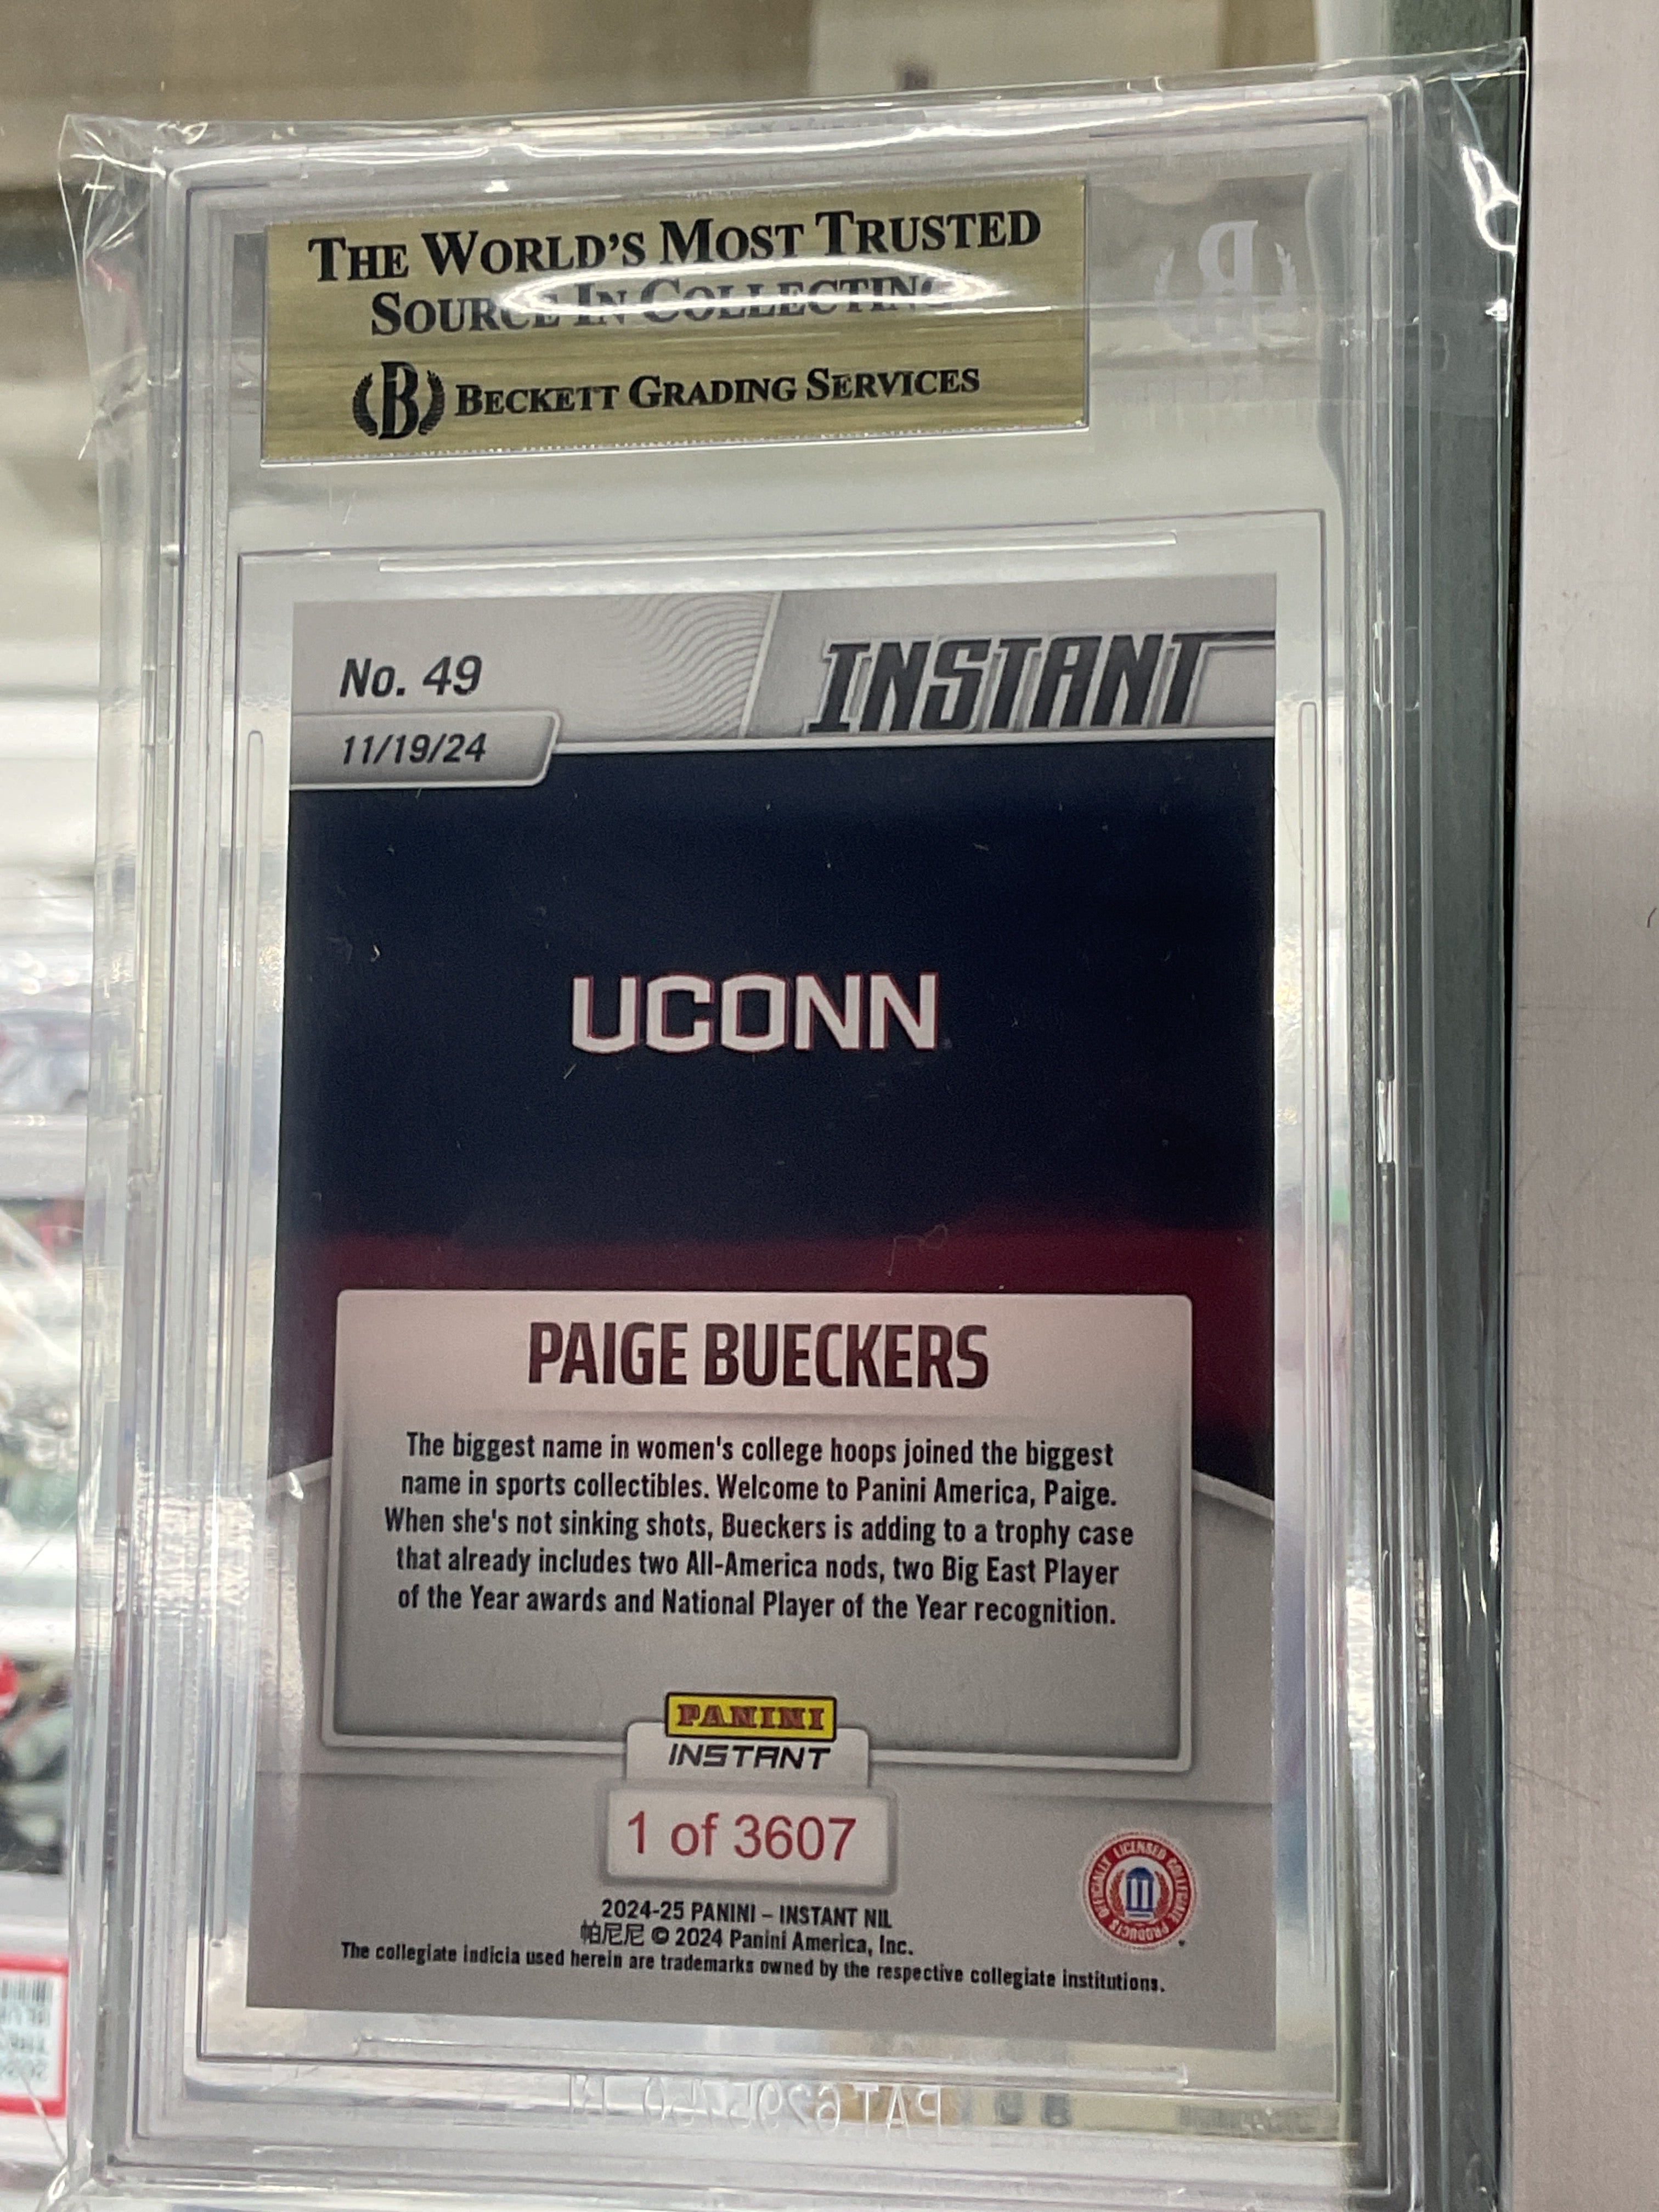 THE WORLD'S MOST TRUSTED
SOURCE IN COLLECTING
B BECKETT GRADING SERVICES
B
No. 49
INSTANT
11/19/24
UCONN
PAIGE BUECKERS
The biggest name in women's college hoops joined the biggest
name in sports collectibles. Welcome to Panini America, Paige.
When she's not sinking shots, Bueckers is adding to a trophy case
that already includes two All-America nods, two Big East Player
of the Year awards and National Player of the Year recognition.
PANINI
INSTANT
1 of 3607
OFFICIALLY LICENSED COLLEGIATE PRODUCTS
2024-25 PANINI – INSTANT NIL
帕尼尼 © 2024 Panini America, Inc.
The collegiate indicia used herein are trademarks owned by the respective collegiate institutions.